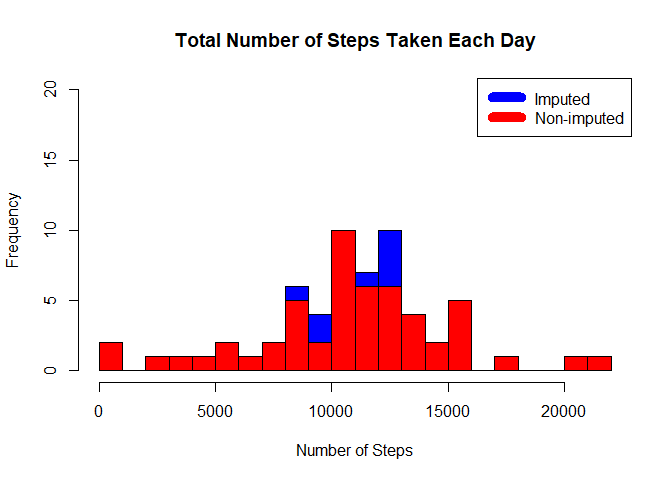 Total Number of Steps Taken Each Day
Imputed
Non-imputed
Frequency
20
15
10
5
0
0 5000 10000 15000 20000
Number of Steps